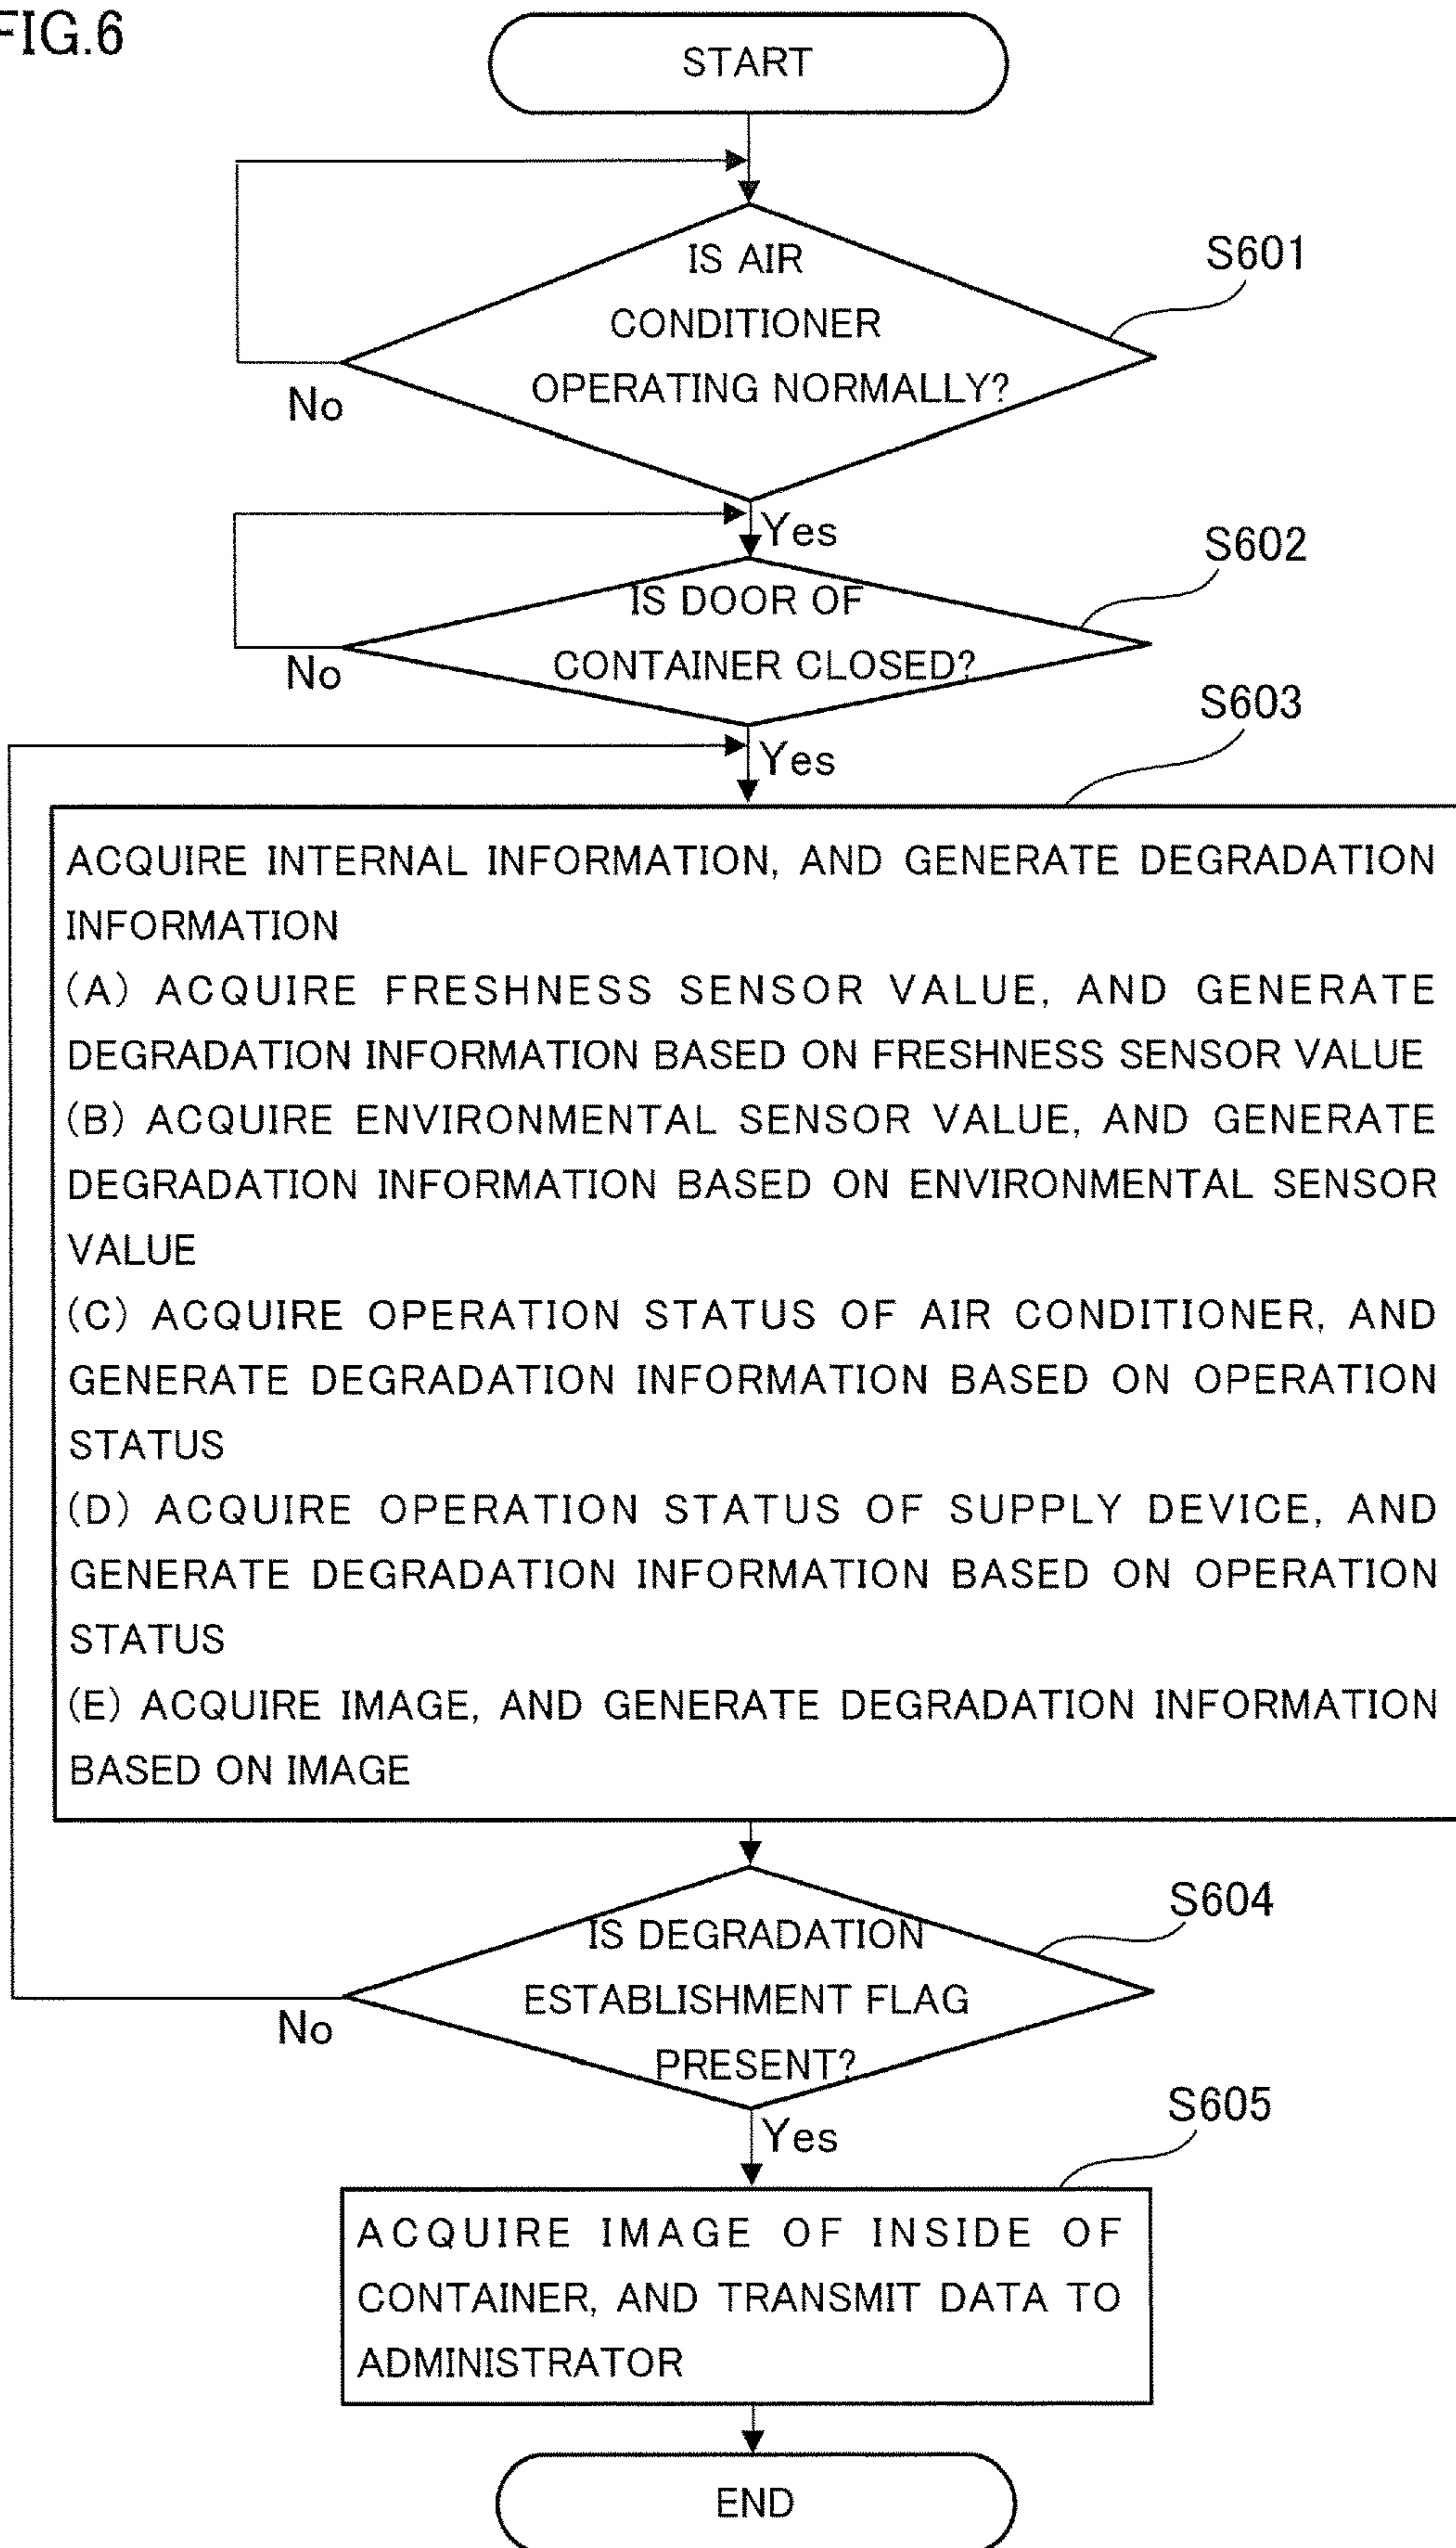 FIG.6
START
IS AIR
CONDITIONER
OPERATING NORMALLY?
S601
No
Yes
IS DOOR OF
CONTAINER CLOSED?
S602
No
Yes
S603
ACQUIRE INTERNAL INFORMATION, AND GENERATE DEGRADATION
INFORMATION
(A) ACQUIRE FRESHNESS SENSOR VALUE, AND GENERATE
DEGRADATION INFORMATION BASED ON FRESHNESS SENSOR VALUE
(B) ACQUIRE ENVIRONMENTAL SENSOR VALUE, AND GENERATE
DEGRADATION INFORMATION BASED ON ENVIRONMENTAL SENSOR
VALUE
(C) ACQUIRE OPERATION STATUS OF AIR CONDITIONER, AND
GENERATE DEGRADATION INFORMATION BASED ON OPERATION
STATUS
(D) ACQUIRE OPERATION STATUS OF SUPPLY DEVICE, AND
GENERATE DEGRADATION INFORMATION BASED ON OPERATION
STATUS
(E) ACQUIRE IMAGE, AND GENERATE DEGRADATION INFORMATION
BASED ON IMAGE
IS DEGRADATION
ESTABLISHMENT FLAG
PRESENT?
S604
No
Yes
S605
ACQUIRE IMAGE OF INSIDE OF
CONTAINER, AND TRANSMIT DATA TO
ADMINISTRATOR
END